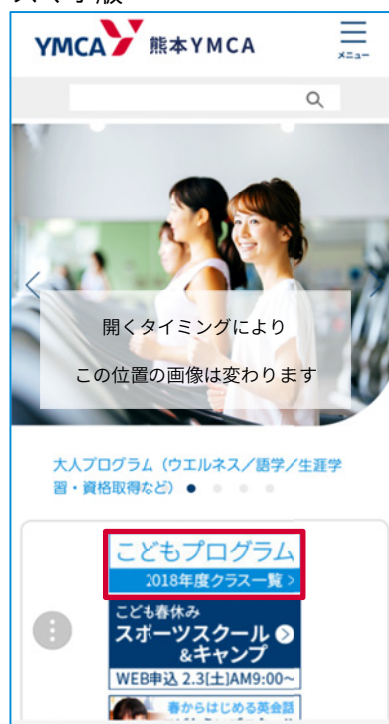 YMCA 熊本YMCA
メニュー
開くタイミングにより
この位置の画像は変わります
大人プログラム（ウエルネス／語学／生涯学
習・資格取得など）
こどもプログラム
2018年度クラス一覧
こども春休み
スポーツスクール
&キャンプ
WEB申込 2.3[土]AM9:00~
春からはじめる英会話